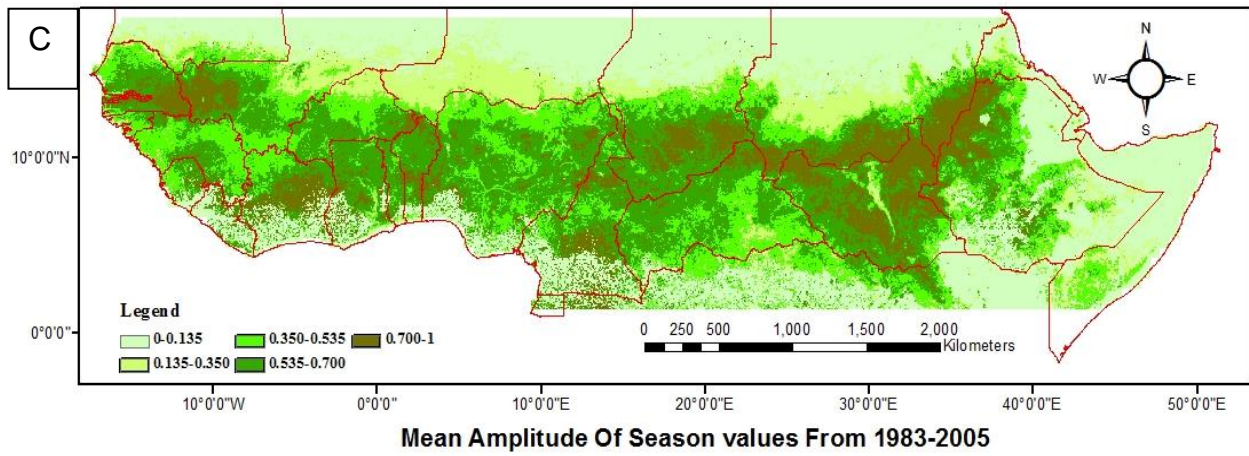 C
N
W E
S
10°0'0"N
0°0'0"
Legend
0-0.135 0.350-0.535 0.700-1
0.135-0.350 0.535-0.700
0 250 500 1,000 1,500 2,000
Kilometers
10°0'0"W 0°0'0" 10°0'0"E 20°0'0"E 30°0'0"E 40°0'0"E 50°0'0"E
Mean Amplitude Of Season values From 1983-2005